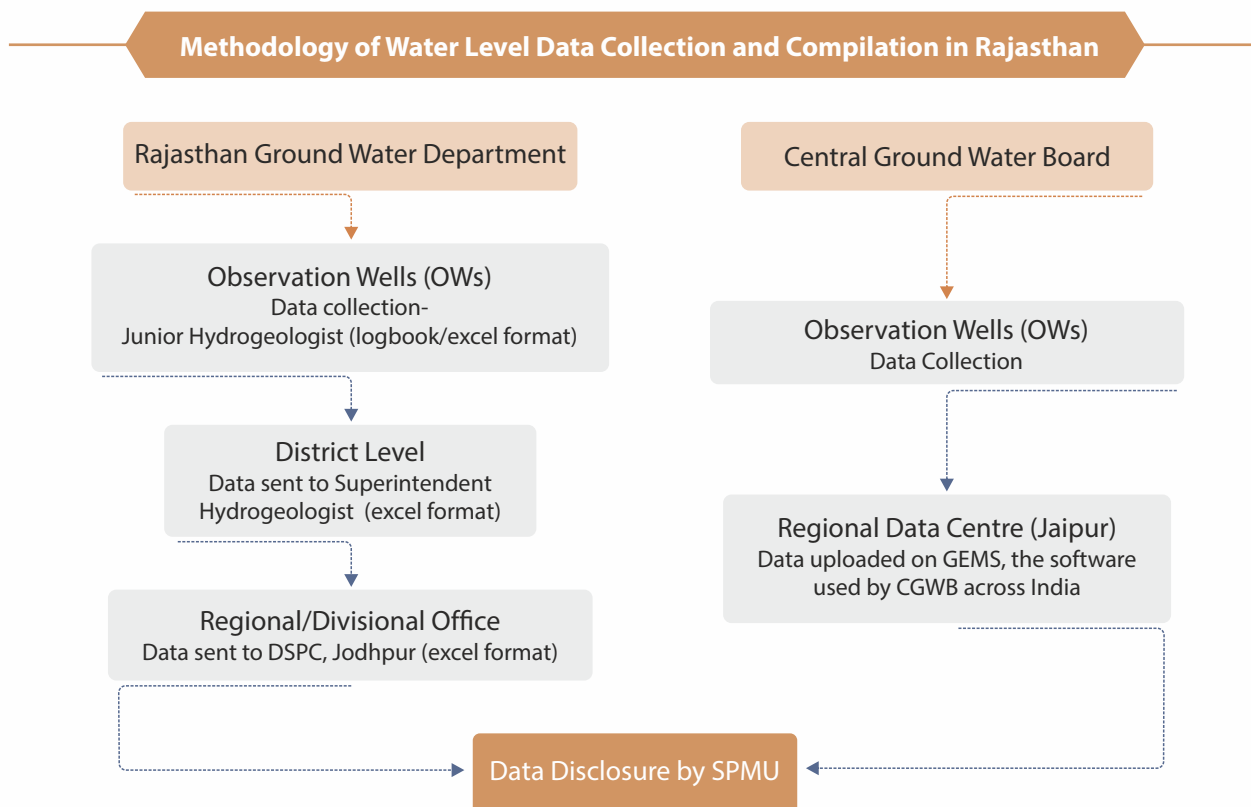 Methodology of Water Level Data Collection and Compilation in Rajasthan
Rajasthan Ground Water Department
Observation Wells (OWs)
Data collection-
Junior Hydrogeologist (logbook/excel format)
District Level
Data sent to Superintendent
Hydrogeologist (excel format)
Regional/Divisional Office
Data sent to DSPC, Jodhpur (excel format)
Central Ground Water Board
Observation Wells (OWs)
Data Collection
Regional Data Centre (Jaipur)
Data uploaded on GEMS, the software
used by CGWB across India
Data Disclosure by SPMU